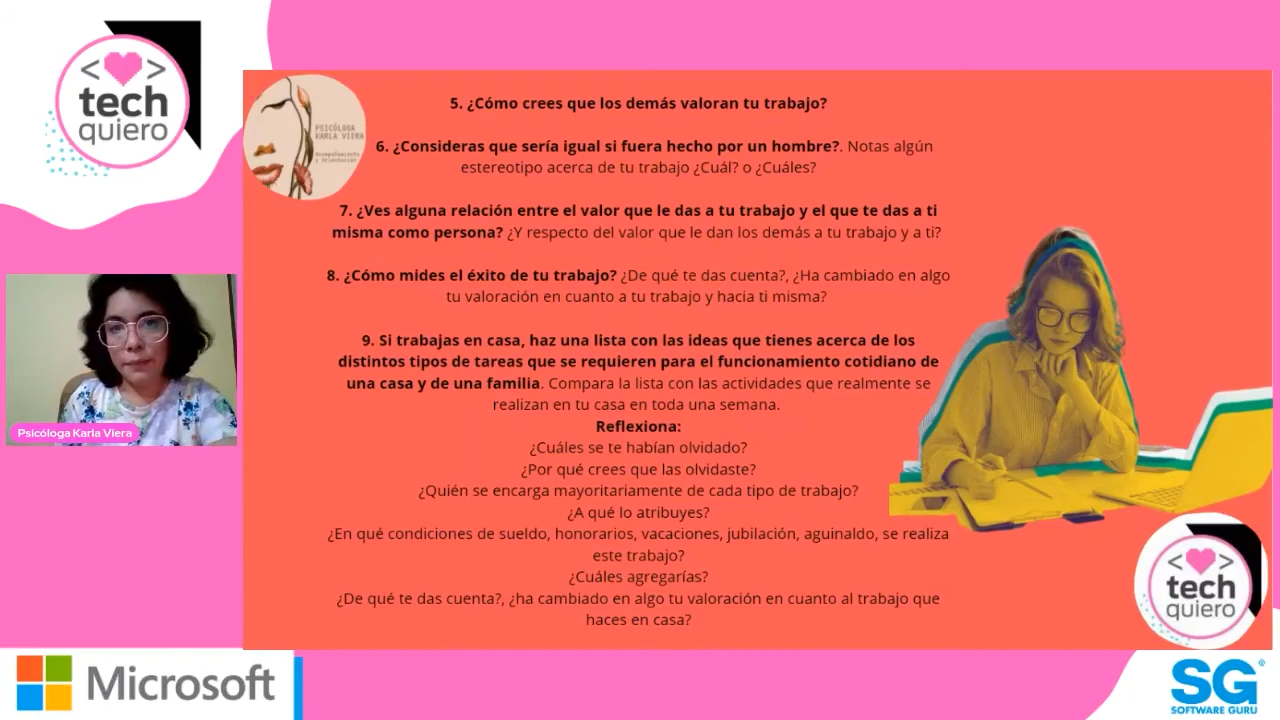 < >
tech
quiero
PSICÓLOGA
KARLA VIERA
Acompañamiento
y Orientación
5. ¿Cómo crees que los demás valoran tu trabajo?
6. ¿Consideras que sería igual si fuera hecho por un hombre?. Notas algún
estereotipo acerca de tu trabajo ¿Cuál? o ¿Cuáles?
7. ¿Ves alguna relación entre el valor que le das a tu trabajo y el que te das a ti
misma como persona? ¿Y respecto del valor que le dan los demás a tu trabajo y a ti?
8. ¿Cómo mides el éxito de tu trabajo? ¿De qué te das cuenta?, ¿Ha cambiado en algo
tu valoración en cuanto a tu trabajo y hacia ti misma?
9. Si trabajas en casa, haz una lista con las ideas que tienes acerca de los
distintos tipos de tareas que se requieren para el funcionamiento cotidiano de
una casa y de una familia. Compara la lista con las actividades que realmente se
realizan en tu casa en toda una semana.
Reflexiona:
¿Cuáles se te habían olvidado?
¿Por qué crees que las olvidaste?
¿Quién se encarga mayoritariamente de cada tipo de trabajo?
¿A qué lo atribuyes?
¿En qué condiciones de sueldo, honorarios, vacaciones, jubilación, aguinaldo, se realiza
este trabajo?
¿Cuáles agregarías?
¿De qué te das cuenta?, ¿ha cambiado en algo tu valoración en cuanto al trabajo que
haces en casa?
Psicóloga Karla Viera
< >
tech
quiero
Microsoft
SG
SOFTWARE GURU